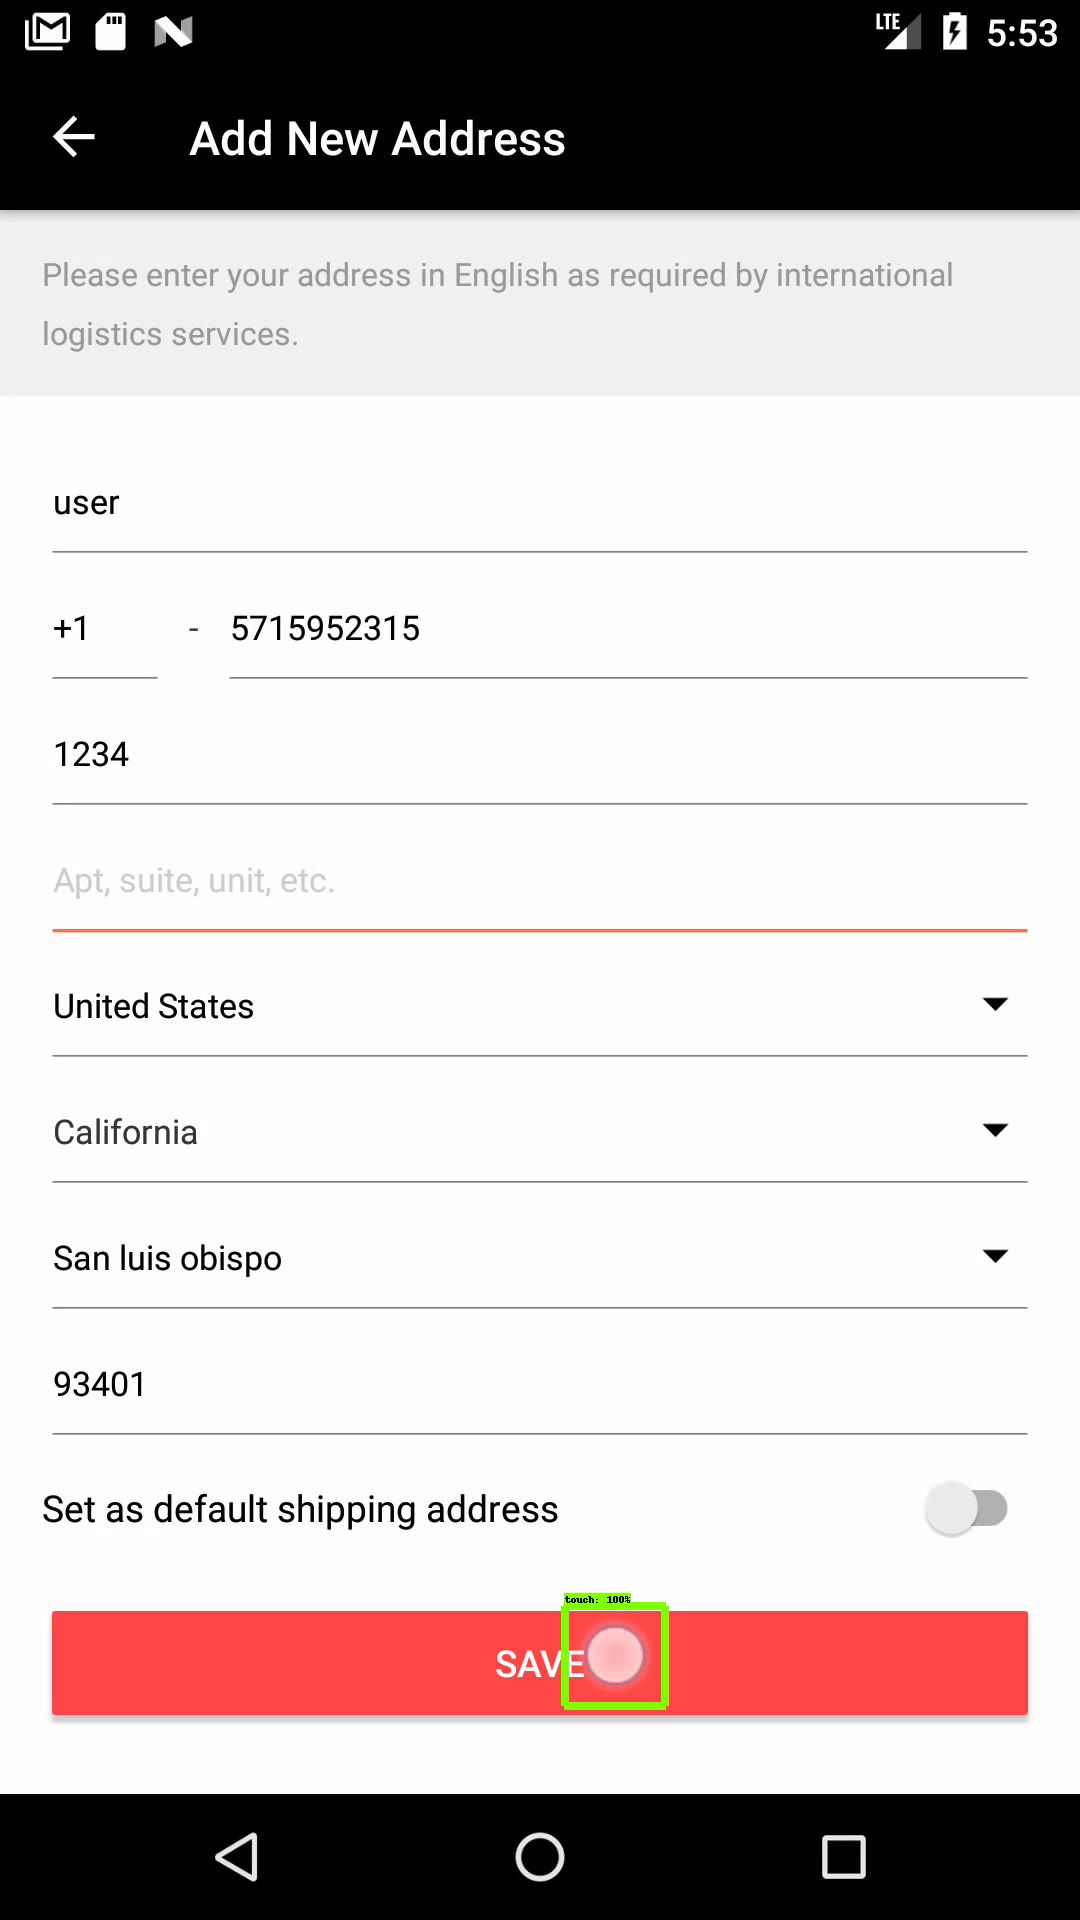 LTE 5:53
Add New Address
Please enter your address in English as required by international
logistics services.
user
+1 - 5715952315
1234
Apt, suite, unit, etc.
United States
California
San luis obispo
93401
Set as default shipping address
touch: 100%
SAVE